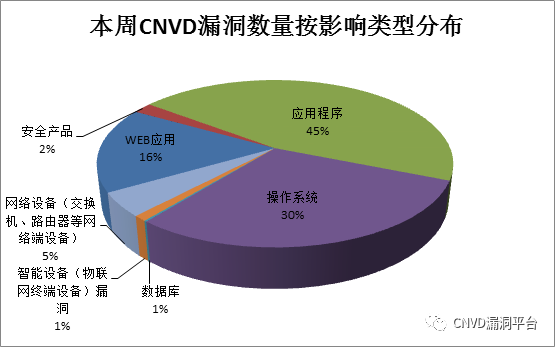 本周CNVD漏洞数量按影响类型分布
应用程序
45%
安全产品
2%
WEB应用
16%
操作系统
30%
网络设备（交换
机、路由器等网
络端设备）
5%
智能设备（物联
网终端设备）漏
洞
1%
数据库
1%
CNVD漏洞平台